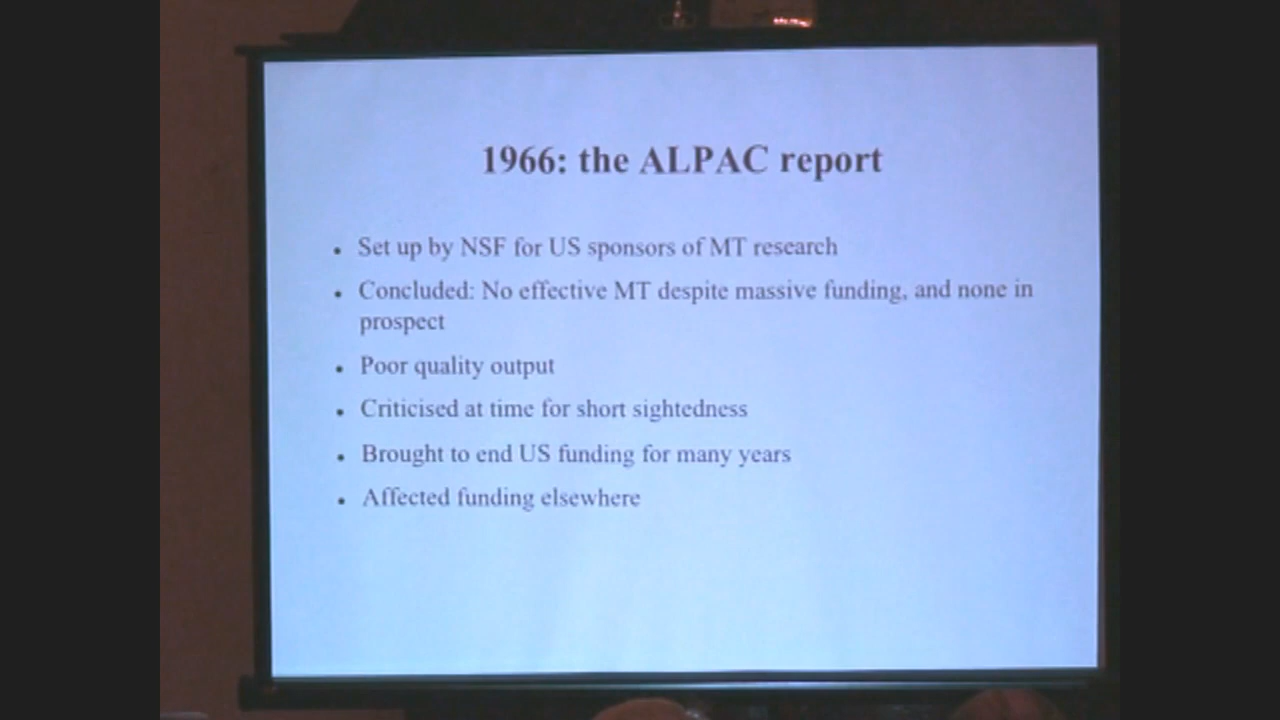 1966: the ALPAC report
• Set up by NSF for US sponsors of MT research
• Concluded: No effective MT despite massive funding, and none in
prospect
• Poor quality output
• Criticised at time for short sightedness
• Brought to end US funding for many years
• Affected funding elsewhere